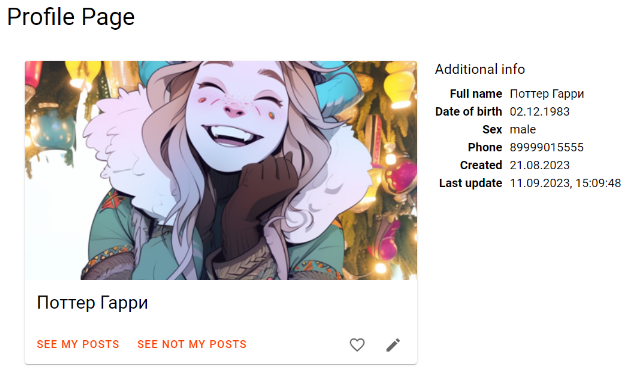 Profile Page
Поттер Гарри
SEE MY POSTS SEE NOT MY POSTS
Additional info
Full name Поттер Гарри
Date of birth 02.12.1983
Sex male
Phone 89999015555
Created 21.08.2023
Last update 11.09.2023, 15:09:48